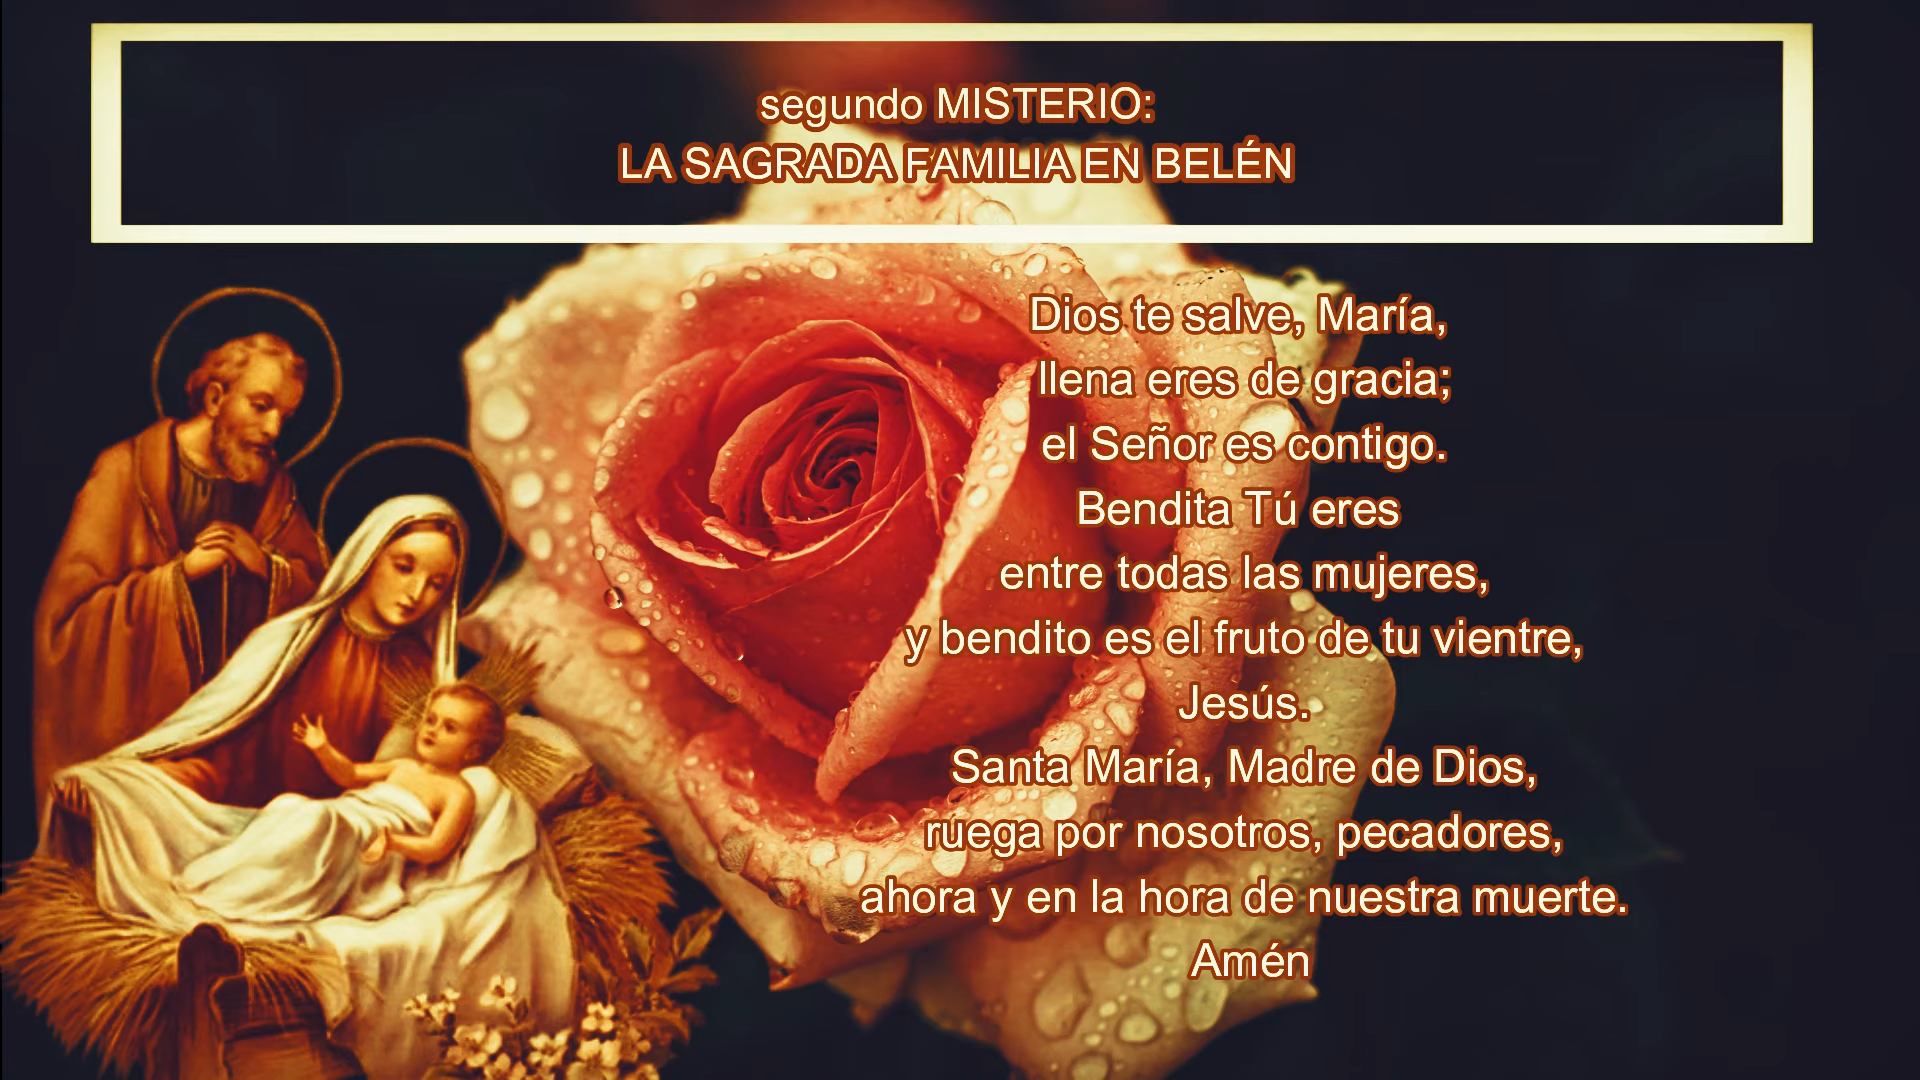 segundo MISTERIO:
LA SAGRADA FAMILIA EN BELÉN
Dios te salve, María,
llena eres de gracia;
el Señor es contigo.
Bendita Tú eres
entre todas las mujeres,
y bendito es el fruto de tu vientre,
Jesús.
Santa María, Madre de Dios,
ruega por nosotros, pecadores,
ahora y en la hora de nuestra muerte.
Amén